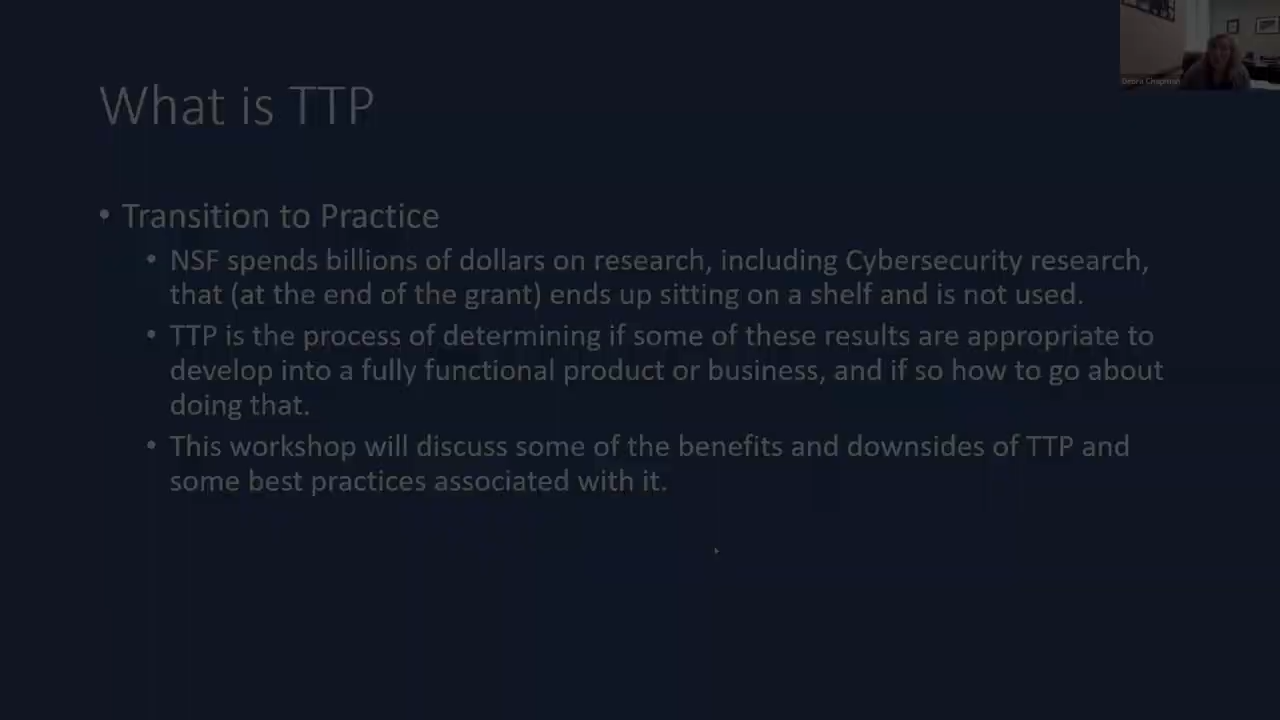 Debra Chapman
What is TTP
• Transition to Practice
• NSF spends billions of dollars on research, including Cybersecurity research,
that (at the end of the grant) ends up sitting on a shelf and is not used.
• TTP is the process of determining if some of these results are appropriate to
develop into a fully functional product or business, and if so how to go about
doing that.
• This workshop will discuss some of the benefits and downsides of TTP and
some best practices associated with it.